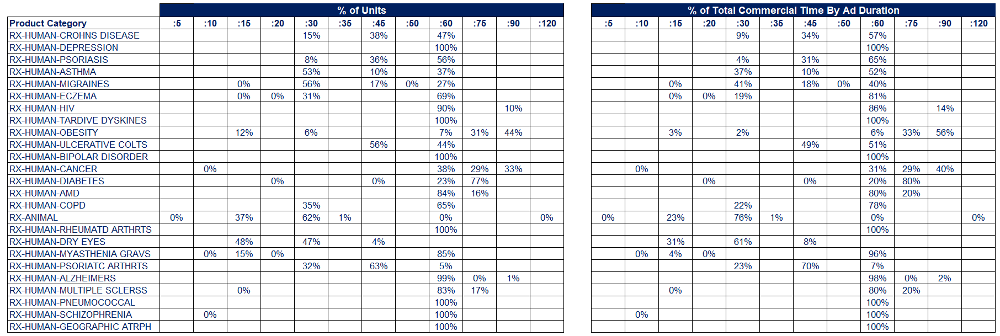 % of Units % of Total Commercial Time By Ad Duration
Product Category :5 :10 :15 :20 :30 :35 :45 :50 :60 :75 :90 :120 :5 :10 :15 :20 :30 :35 :45 :50 :60 :75 :90 :120
RX-HUMAN-CROHNS DISEASE 15% 38% 47% 9% 34% 57%
RX-HUMAN-DEPRESSION 100% 100%
RX-HUMAN-PSORIASIS 8% 36% 56% 4% 31% 65%
RX-HUMAN-ASTHMA 53% 10% 37% 37% 10% 52%
RX-HUMAN-MIGRAINES 0% 56% 17% 0% 27% 0% 41% 18% 0% 40%
RX-HUMAN-ECZEMA 0% 0% 31% 69% 0% 0% 19% 81%
RX-HUMAN-HIV 90% 10% 86% 14%
RX-HUMAN-TARDIVE DYSKINES 100% 100%
RX-HUMAN-OBESITY 12% 6% 7% 31% 44% 3% 2% 6% 33% 56%
RX-HUMAN-ULCERATIVE COLTS 56% 44% 49% 51%
RX-HUMAN-BIPOLAR DISORDER 100% 100%
RX-HUMAN-CANCER 0% 38% 29% 33% 0% 31% 29% 40%
RX-HUMAN-DIABETES 0% 0% 23% 77% 0% 0% 20% 80%
RX-HUMAN-AMD 84% 16% 80% 20%
RX-HUMAN-COPD 35% 65% 22% 78%
RX-ANIMAL 0% 37% 62% 1% 0% 0% 0% 23% 76% 1% 0% 0%
RX-HUMAN-RHEUMATD ARTHRTS 100% 100%
RX-HUMAN-DRY EYES 48% 47% 4% 31% 61% 8%
RX-HUMAN-MYASTHENIA GRAVS 0% 15% 0% 85% 0% 4% 0% 96%
RX-HUMAN-PSORIATC ARTHRTS 32% 63% 5% 23% 70% 7%
RX-HUMAN-ALZHEIMERS 99% 0% 1% 98% 0% 2%
RX-HUMAN-MULTIPLE SCLERSS 0% 83% 17% 0% 80% 20%
RX-HUMAN-PNEUMOCOCCAL 100% 100%
RX-HUMAN-SCHIZOPHRENIA 0% 100% 0% 100%
RX-HUMAN-GEOGRAPHIC ATRPH 100% 100%